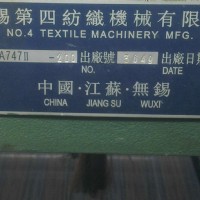 錫第四紡織機械有限
NO.4 TEXTILE MACHINERY MFG.
A747II 出廠號 出廠日期
NO. DATE
中國·江蘇·無錫
CHINA JIANG SU WUXI